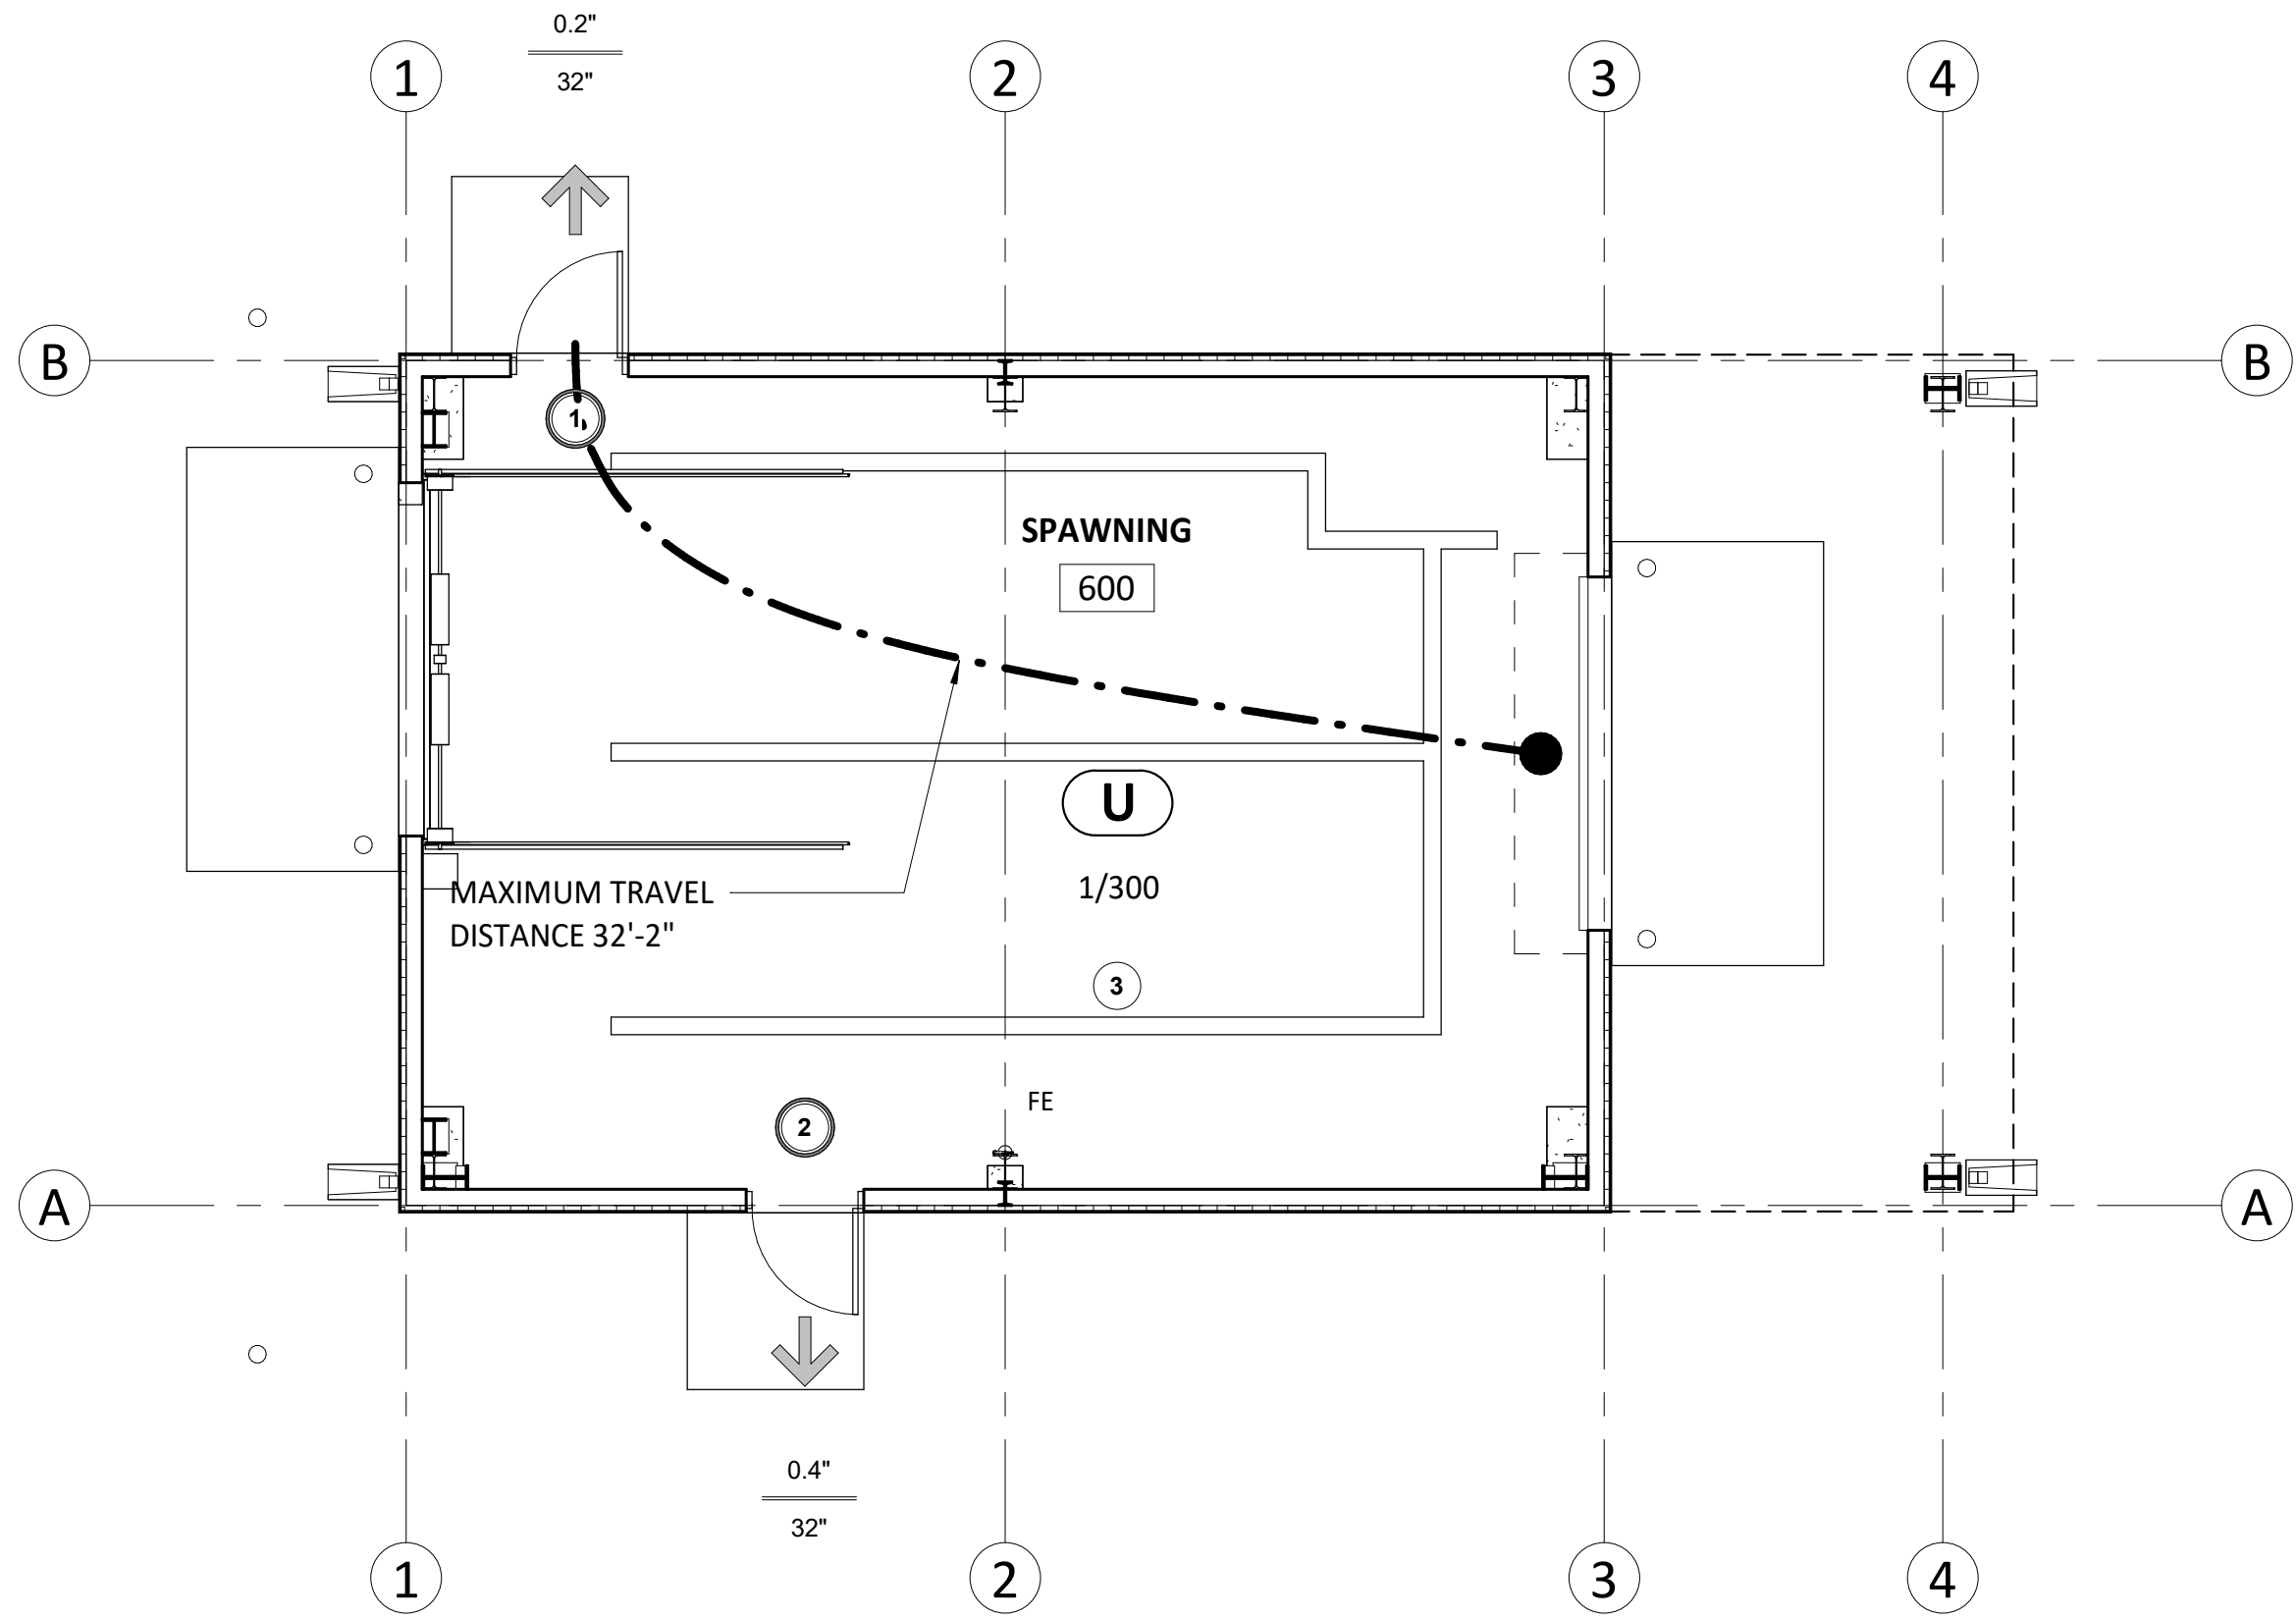 0.2"
32"
1
2
3
4
B
B
1
SPAWNING
600
U
1/300
MAXIMUM TRAVEL
DISTANCE 32'-2"
3
FE
2
A
A
0.4"
32"
1
2
3
4